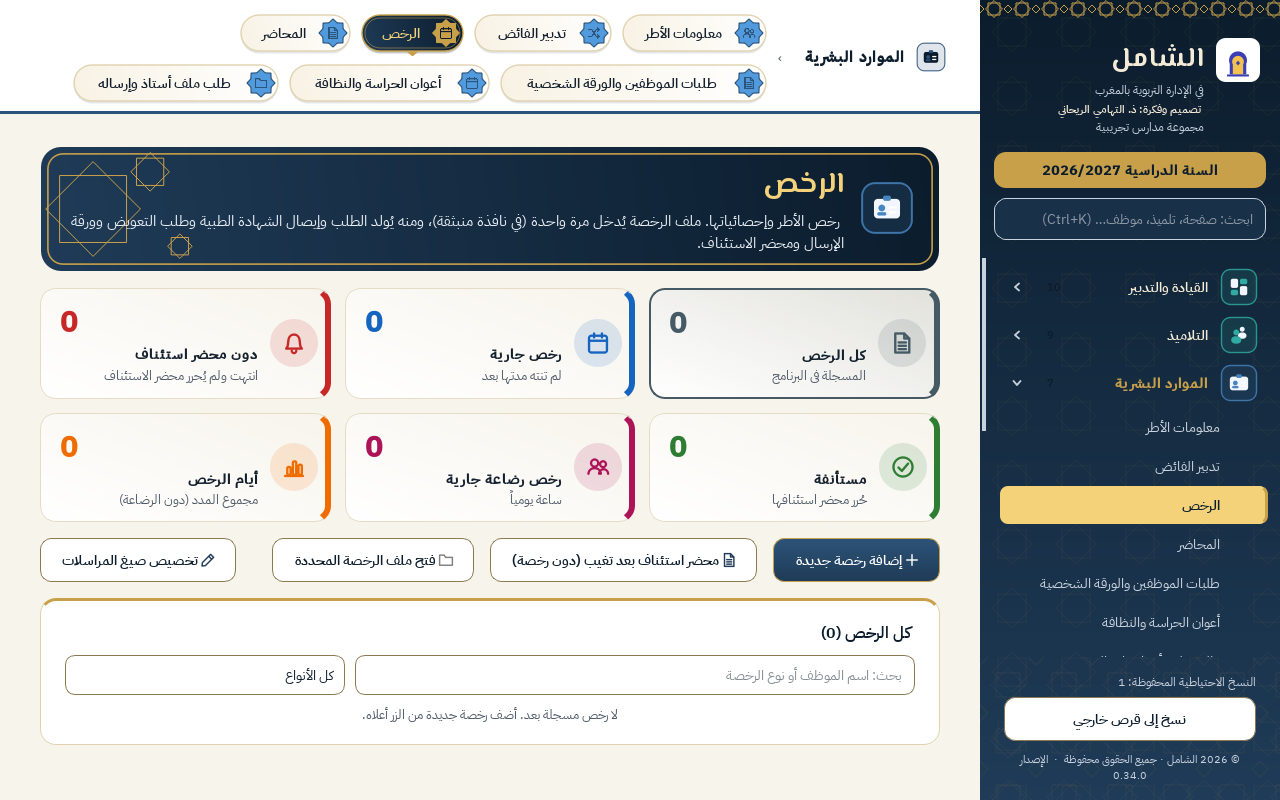 الشامل
في الإدارة التربوية بالمغرب
تصميم وفكرة: ذ. التهامي الريحاني
مجموعة مدارس تجريبية
السنة الدراسية 2026/2027
ابحث: صفحة، تلميذ، موظف... (Ctrl+K)
القيادة والتدبير 10
التلاميذ 9
الموارد البشرية 7
معلومات الأطر
تدبير الفائض
الرخص
المحاضر
طلبات الموظفين والورقة الشخصية
أعوان الحراسة والنظافة
النسخ الاحتياطية المحفوظة: 1
نسخ إلى قرص خارجي
© 2026 الشامل · جميع الحقوق محفوظة · الإصدار
0.34.0
الموارد البشرية ›
معلومات الأطر
تدبير الفائض
الرخص
المحاضر
طلبات الموظفين والورقة الشخصية
أعوان الحراسة والنظافة
طلب ملف أستاذ وإرساله
الرخص
رخص الأطر وإحصائياتها. ملف الرخصة يُدخل مرة واحدة (في نافذة منبثقة)، ومنه يُولد الطلب وإيصال الشهادة الطبية وطلب التعويض وورقة
الإرسال ومحضر الاستئناف.
0
كل الرخص
المسجلة في البرنامج
0
رخص جارية
لم تنته مدتها بعد
0
دون محضر استئناف
انتهت ولم يُحرر محضر الاستئناف
0
مستأنفة
حُرر محضر استئنافها
0
رخص رضاعة جارية
ساعة يومياً
0
أيام الرخص
مجموع المدد (دون الرضاعة)
إضافة رخصة جديدة
محضر استئناف بعد تغيب (دون رخصة)
فتح ملف الرخصة المحددة
تخصيص صيغ المراسلات
كل الرخص (0)
بحث: اسم الموظف أو نوع الرخصة
كل الأنواع
لا رخص مسجلة بعد. أضف رخصة جديدة من الزر أعلاه.